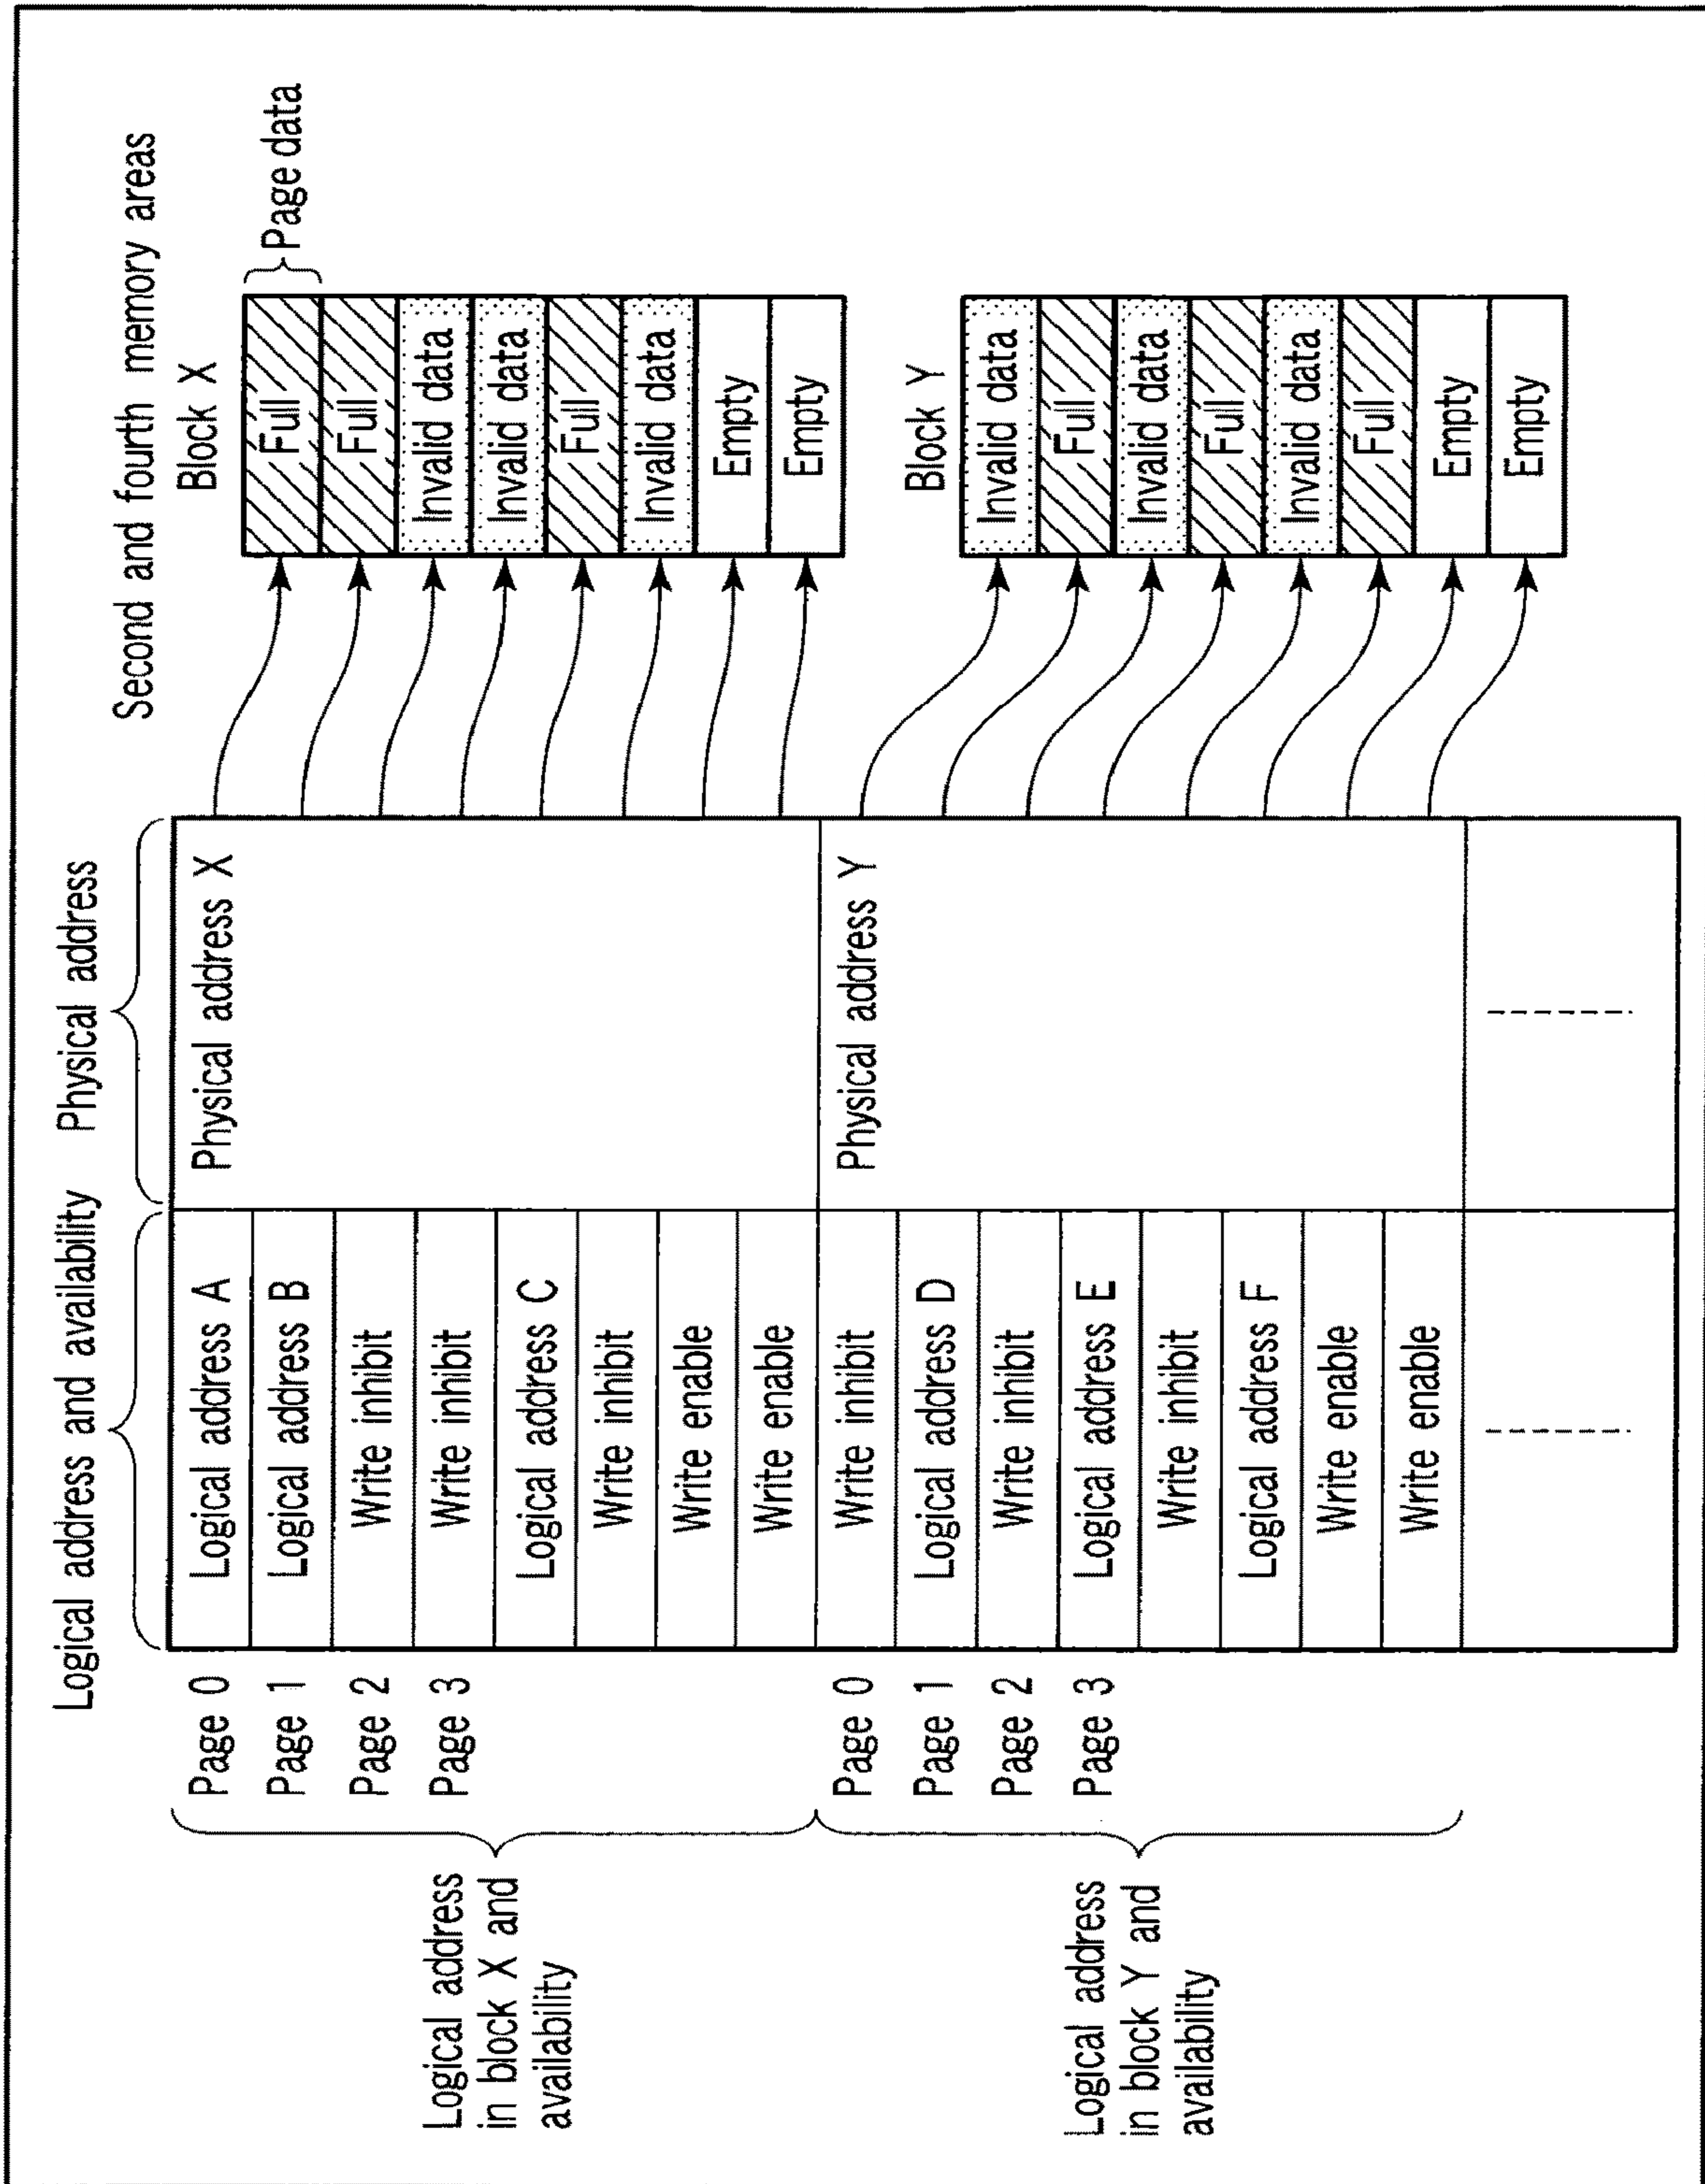 Logical address and availability
Physical address
Second and fourth memory areas
Logical address
in block X and
availability
Page 0
Page 1
Page 2
Page 3
Logical address A
Logical address B
Write inhibit
Write inhibit
Logical address C
Write inhibit
Write enable
Write enable
Physical address X
Block X
Page data
Full
Full
Invalid data
Invalid data
Full
Invalid data
Empty
Empty
Logical address
in block Y and
availability
Page 0
Page 1
Page 2
Page 3
Write inhibit
Logical address D
Write inhibit
Logical address E
Write inhibit
Logical address F
Write enable
Write enable
Physical address Y
Block Y
Invalid data
Full
Invalid data
Full
Invalid data
Full
Empty
Empty